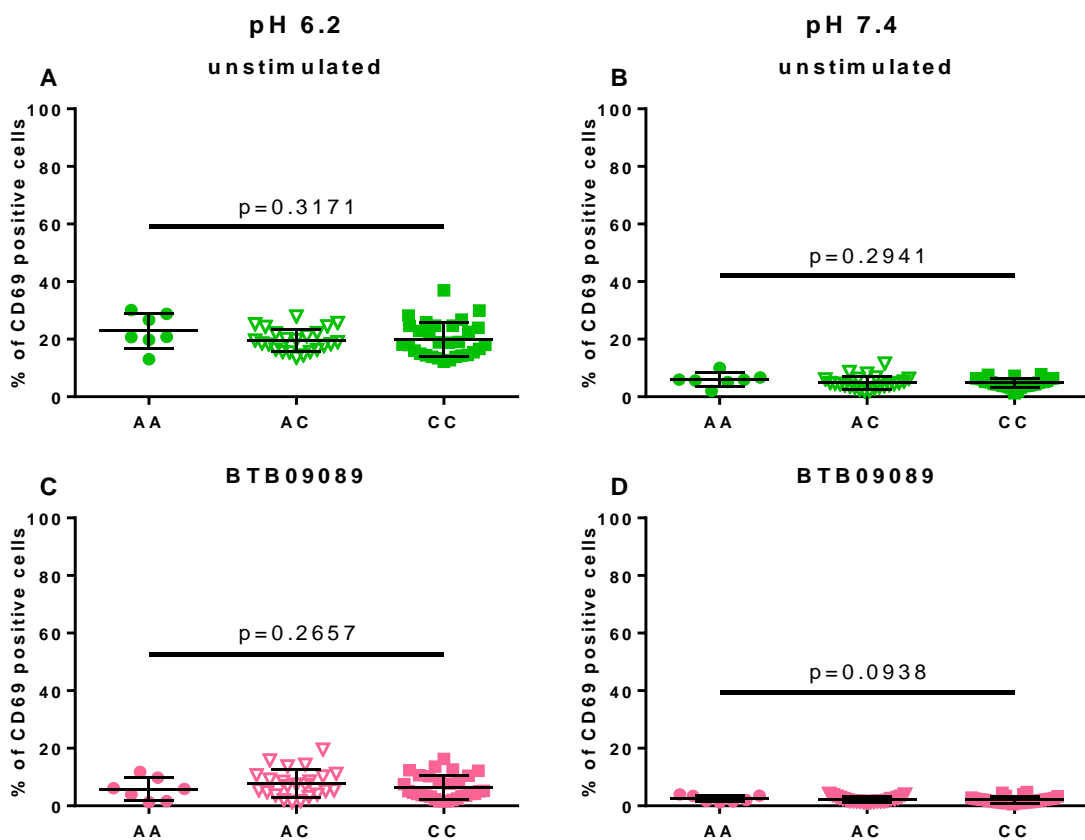 pH 6.2
pH 7.4
A
unstimulated
% of CD69 positive cells
100
80
60
40
20
0
p=0.3171
AA
AC
CC
B
unstimulated
% of CD69 positive cells
100
80
60
40
20
0
p=0.2941
AA
AC
CC
C
BTB09089
% of CD69 positive cells
100
80
60
40
20
0
p=0.2657
AA
AC
CC
D
BTB09089
% of CD69 positive cells
100
80
60
40
20
0
p=0.0938
AA
AC
CC